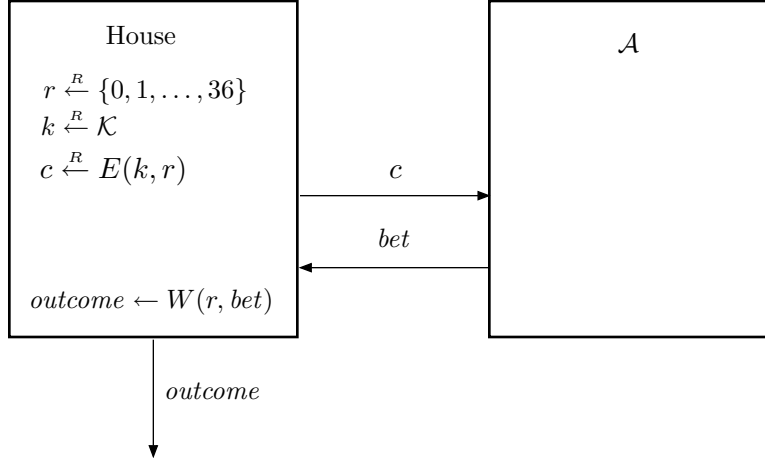 House
𝒜
r ←ᴿ {0, 1, . . . , 36}
k ←ᴿ 𝒦
c ←ᴿ E(k, r)
c
bet
outcome ← W(r, bet)
outcome